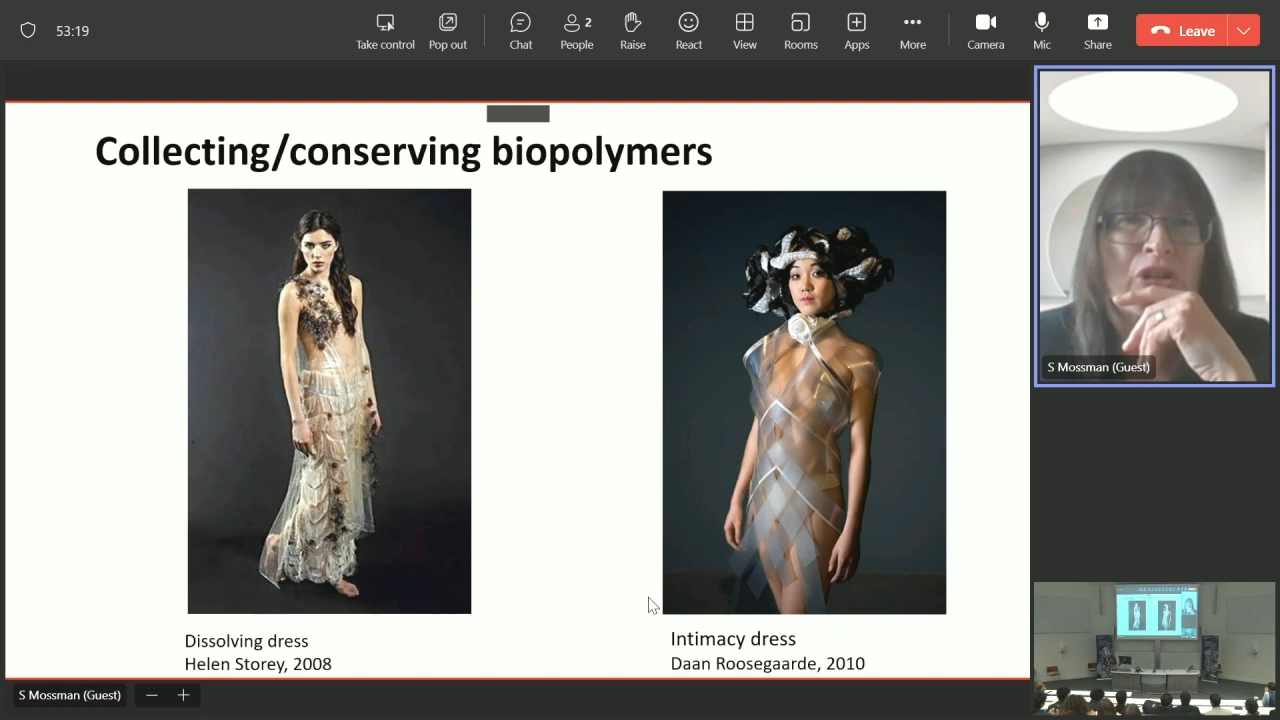 53:19
Take control
Pop out
Chat
2
People
Raise
React
View
Rooms
Apps
More
Camera
Mic
Share
Leave
Collecting/conserving biopolymers
Dissolving dress
Helen Storey, 2008
Intimacy dress
Daan Roosegaarde, 2010
S Mossman (Guest)
S Mossman (Guest)